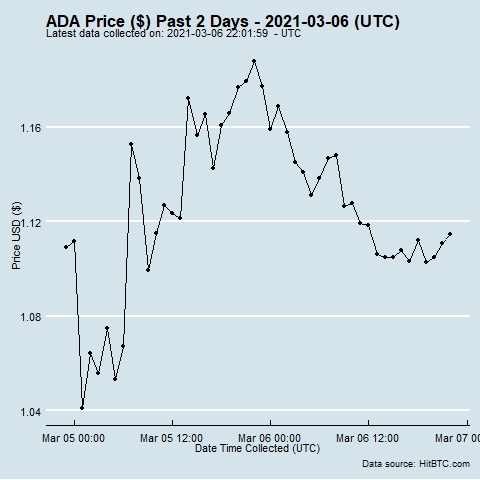 ADA Price ($) Past 2 Days - 2021-03-06 (UTC)
Latest data collected on: 2021-03-06 22:01:59 - UTC
1.16
1.12
1.08
1.04
Price USD ($)
Mar 05 00:00 Mar 05 12:00 Mar 06 00:00 Mar 06 12:00 Mar 07 0
Date Time Collected (UTC)
Data source: HitBTC.com